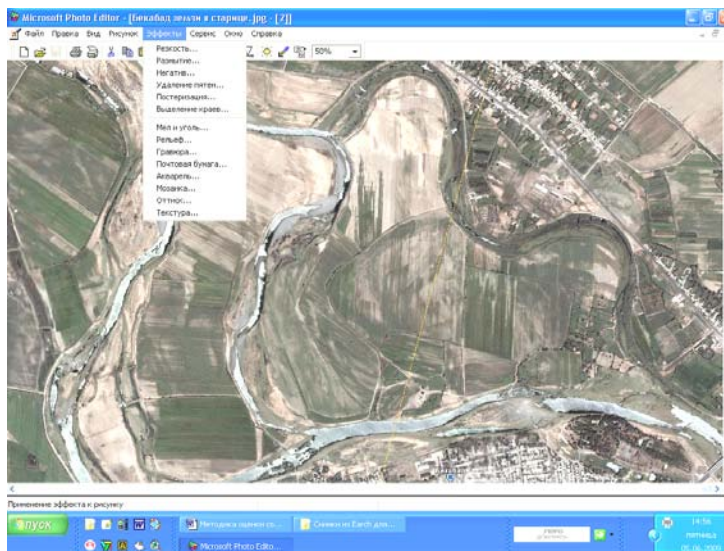 Microsoft Photo Editor - [Бекабад земли в старице.jpg - [7]]
Файл Правка Вид Рисунок Эффекты Сервис Окно Справка
50%
Резкость...
Размытие...
Негатив...
Удаление пятен...
Постеризация...
Выделение краев...
Мел и уголь...
Рельеф...
Гравюра...
Почтовая бумага...
Акварель...
Мозаика...
Оттиск...
Текстура...
Применение эффекта к рисунку
пуск
Методика оценки со...
Снимки из Earch для...
Microsoft Photo Edito...
14:56
пятница